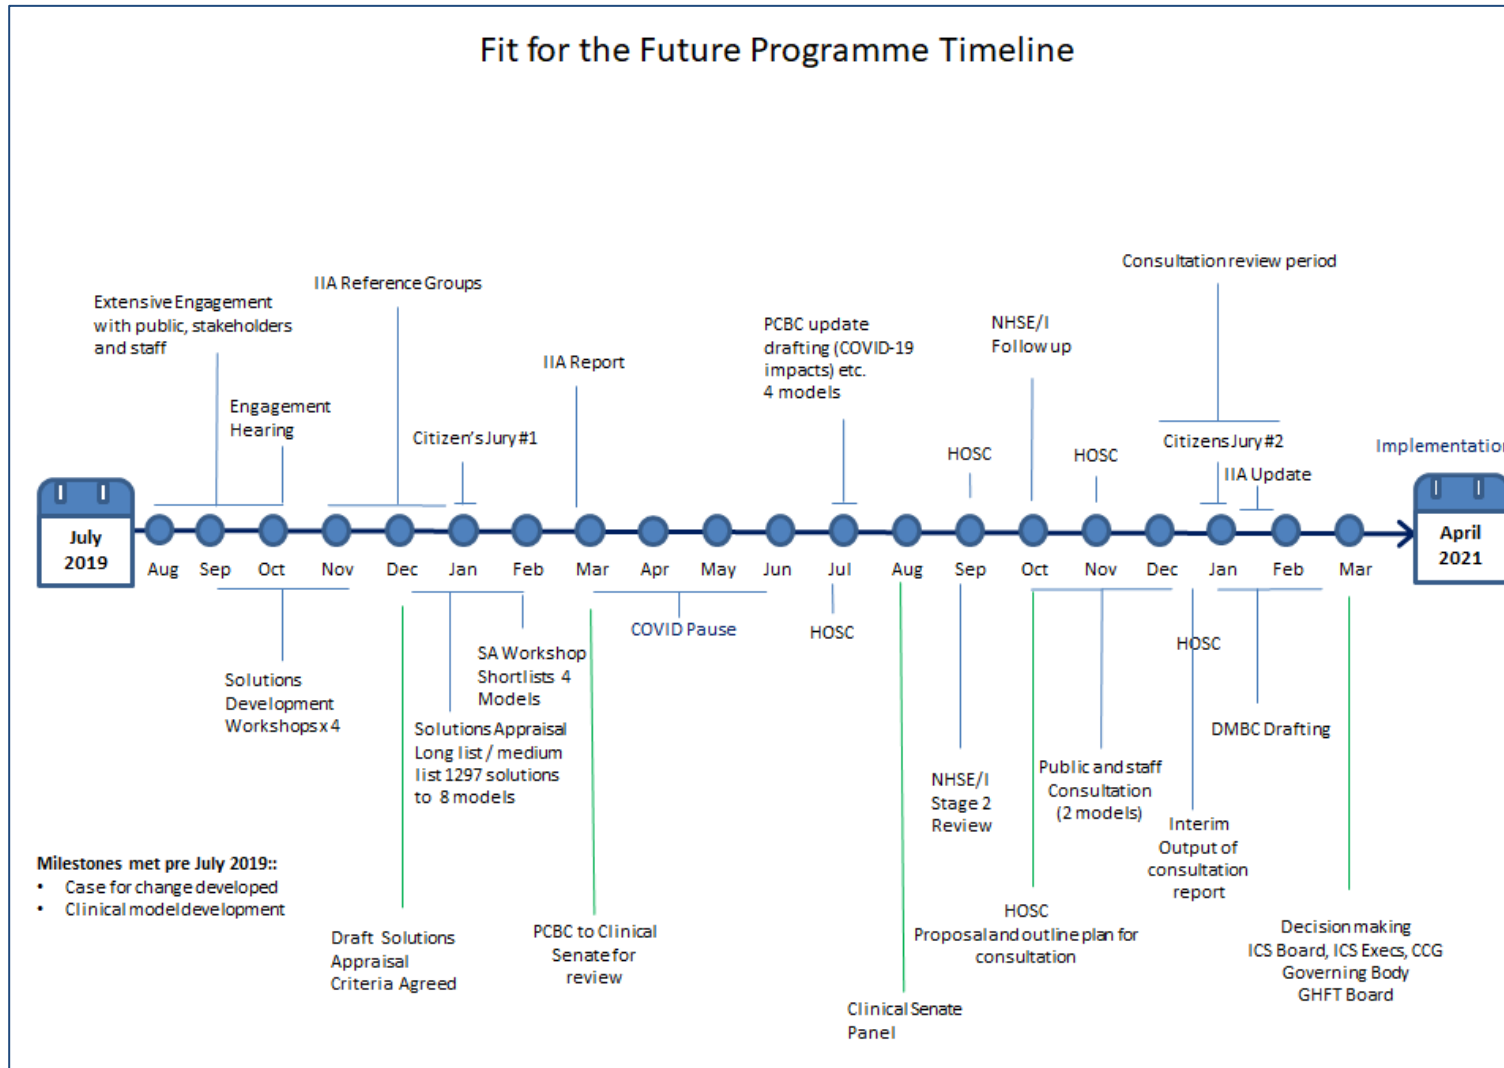 Fit for the Future Programme Timeline
Consultation review period
IIA Reference Groups
Extensive Engagement
with public, stakeholders
and staff
PCBC update
drafting (COVID-19
impacts) etc.
4 models
NHSE/I
Follow up
IIA Report
Engagement
Hearing
Citizen's Jury #1
HOSC
HOSC
Citizens Jury #2
IIA Update
Implementation
July
2019
Aug Sep Oct Nov Dec Jan Feb Mar Apr May Jun Jul Aug Sep Oct Nov Dec Jan Feb Mar
April
2021
COVID Pause
HOSC
HOSC
SA Workshop
Shortlists 4
Models
Solutions
Development
Workshops x 4
Solutions Appraisal
Long list / medium
list 1297 solutions
to 8 models
DMBC Drafting
NHSE/I
Stage 2
Review
Public and staff
Consultation
(2 models)
Interim
Output of
consultation
report
Milestones met pre July 2019::
• Case for change developed
• Clinical model development
Draft Solutions
Appraisal
Criteria Agreed
PCBC to Clinical
Senate for
review
HOSC
Proposal and outline plan for
consultation
Decision making
ICS Board, ICS Execs, CCG
Governing Body
GHFT Board
Clinical Senate
Panel